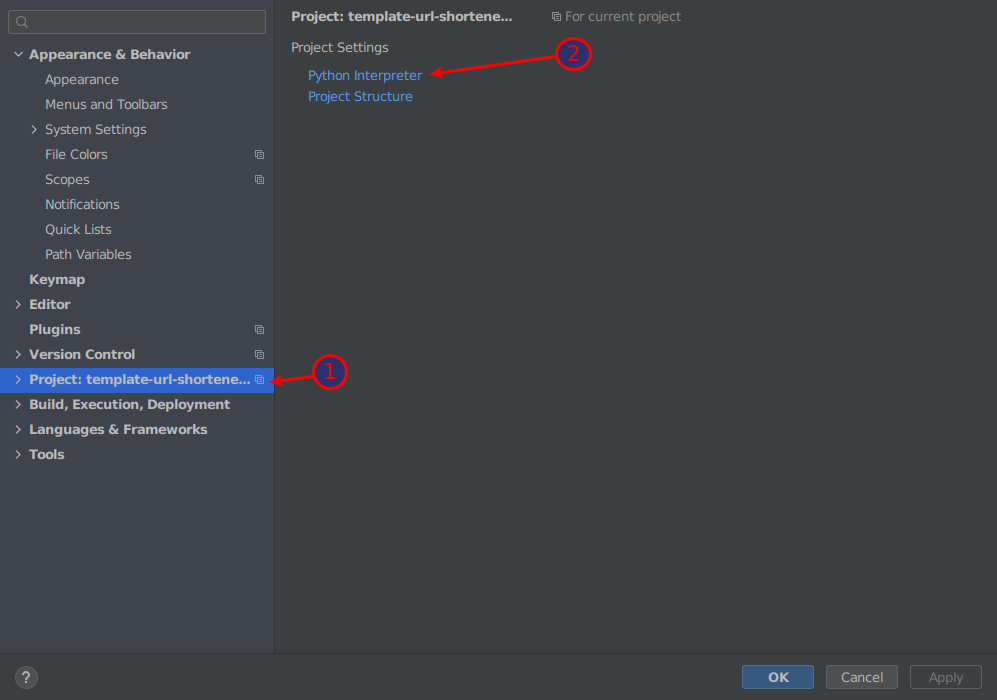 Appearance & Behavior
Appearance
Menus and Toolbars
System Settings
File Colors
Scopes
Notifications
Quick Lists
Path Variables
Keymap
Editor
Plugins
Version Control
Project: template-url-shortene...
Build, Execution, Deployment
Languages & Frameworks
Tools
Project: template-url-shortene... For current project
Project Settings
Python Interpreter
Project Structure
2
1
?
OK Cancel Apply